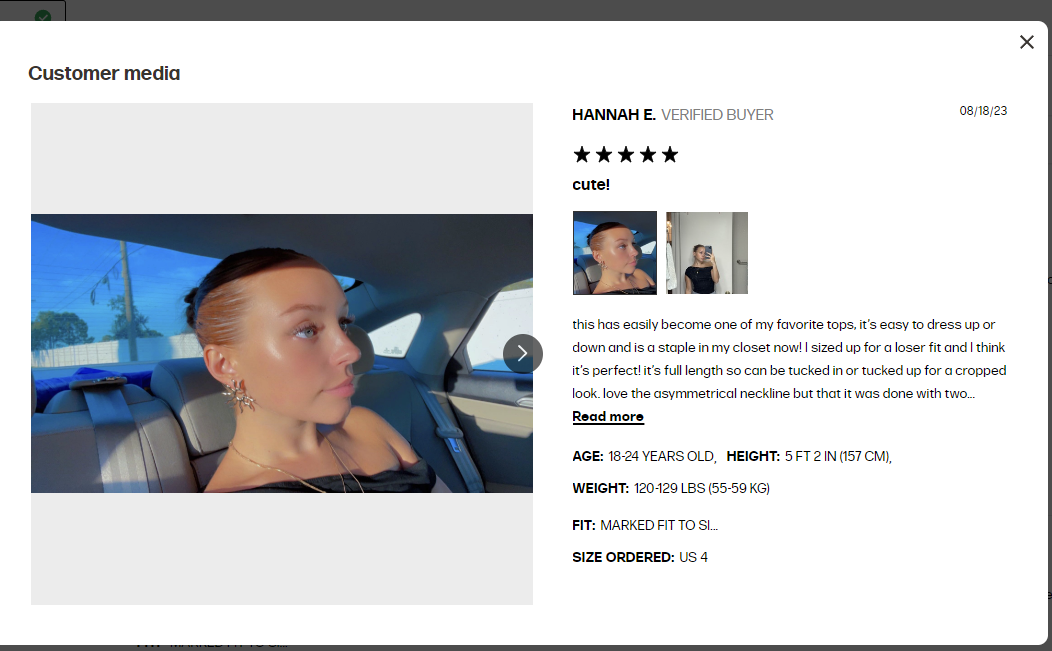 Customer media
HANNAH E. VERIFIED BUYER
08/18/23
cute!
this has easily become one of my favorite tops, it's easy to dress up or
down and is a staple in my closet now! I sized up for a loser fit and I think
it's perfect! it's full length so can be tucked in or tucked up for a cropped
look. love the asymmetrical neckline but that it was done with two...
Read more
AGE: 18-24 YEARS OLD, HEIGHT: 5 FT 2 IN (157 CM),
WEIGHT: 120-129 LBS (55-59 KG)
FIT: MARKED FIT TO SI...
SIZE ORDERED: US 4